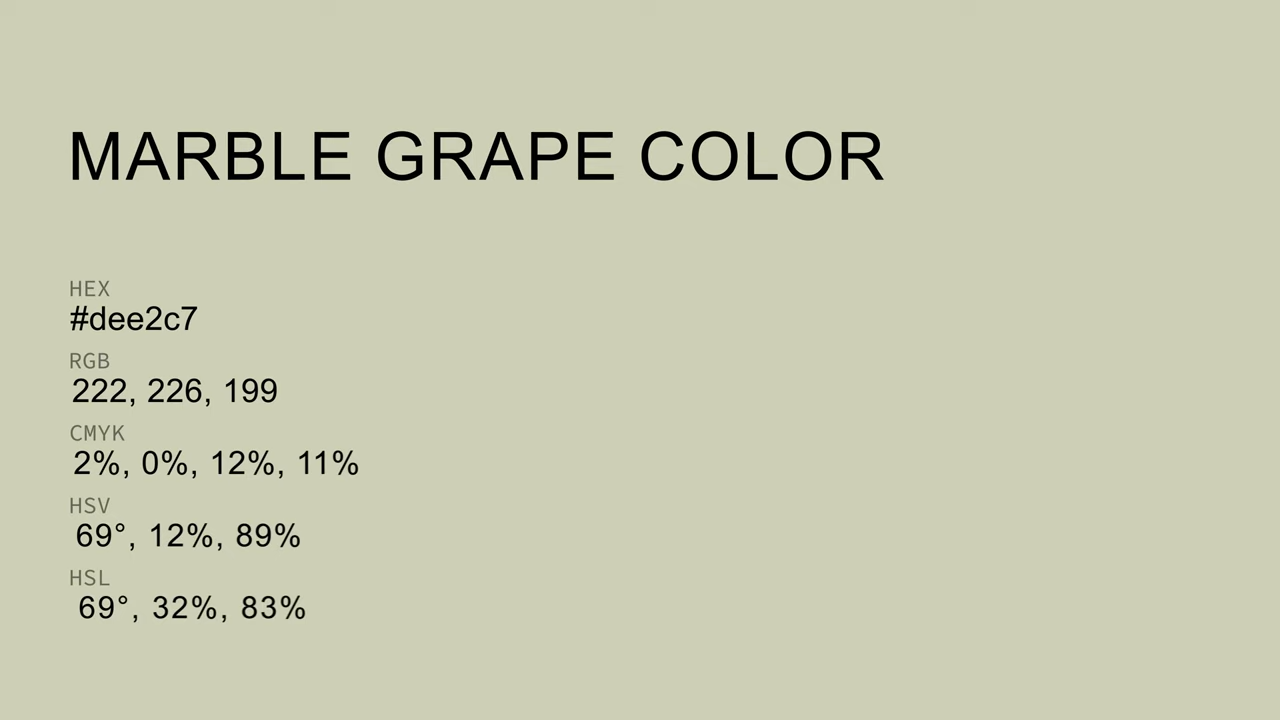 MARBLE GRAPE COLOR
HEX
#dee2c7
RGB
222, 226, 199
CMYK
2%, 0%, 12%, 11%
HSV
69°, 12%, 89%
HSL
69°, 32%, 83%